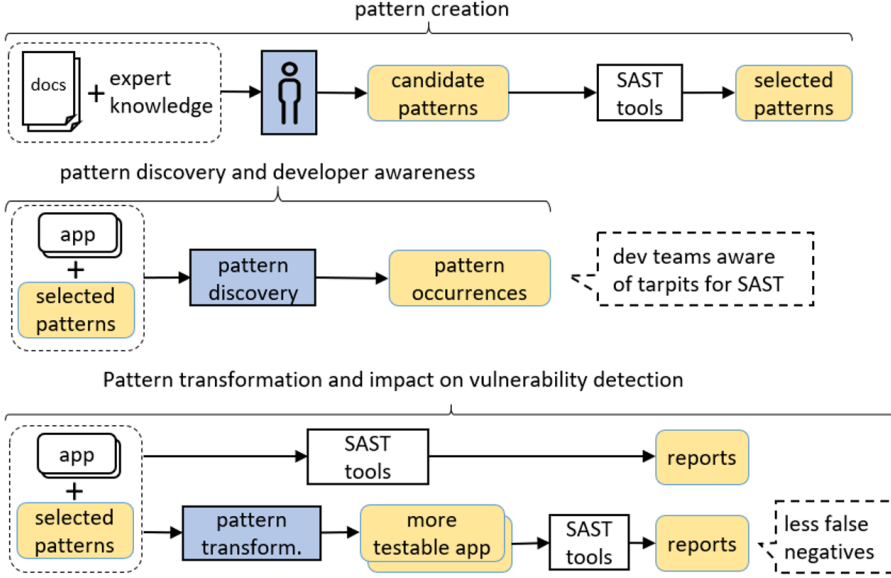 pattern creation
docs
+
expert
knowledge
candidate
patterns
SAST
tools
selected
patterns
pattern discovery and developer awareness
app
+
selected
patterns
pattern
discovery
pattern
occurrences
dev teams aware
of tarpits for SAST
Pattern transformation and impact on vulnerability detection
app
+
selected
patterns
SAST
tools
reports
pattern
transform.
more
testable app
SAST
tools
reports
less false
negatives